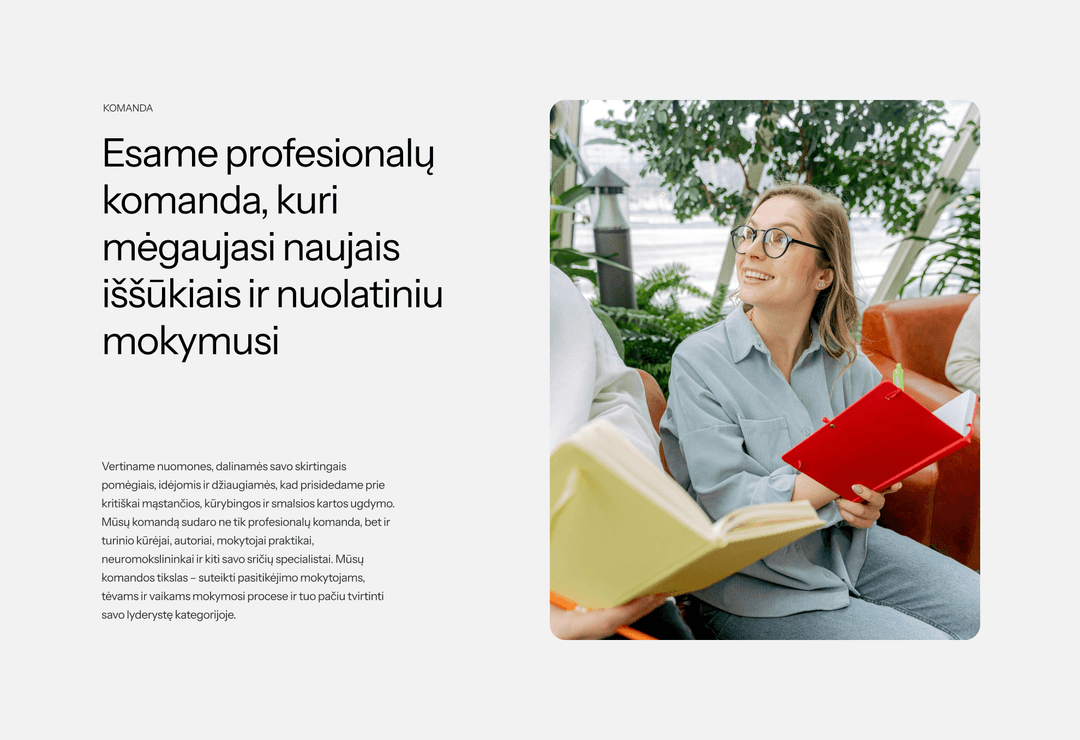 KOMANDA
Esame profesionalų
komanda, kuri
mėgaujasi naujais
iššūkiais ir nuolatiniu
mokymusi
Vertiname nuomones, dalinamės savo skirtingais
pomėgiais, idėjomis ir džiaugiamės, kad prisidedame prie
kritiškai mąstančios, kūrybingos ir smalsios kartos ugdymo.
Mūsų komandą sudaro ne tik profesionalų komanda, bet ir
turinio kūrėjai, autoriai, mokytojai praktikai,
neuromokslininkai ir kiti savo sričių specialistai. Mūsų
komandos tikslas – suteikti pasitikėjimo mokytojams,
tėvams ir vaikams mokymosi procese ir tuo pačiu tvirtinti
savo lyderystę kategorijoje.